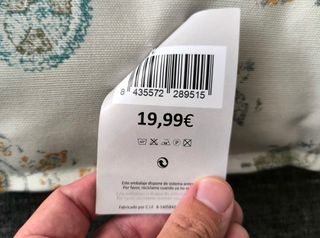 8 435572 289515
19,99€
Este embalaje dispone de sistema
Por favor, recíclame cuando ya no
Fabricado por C.I.F.